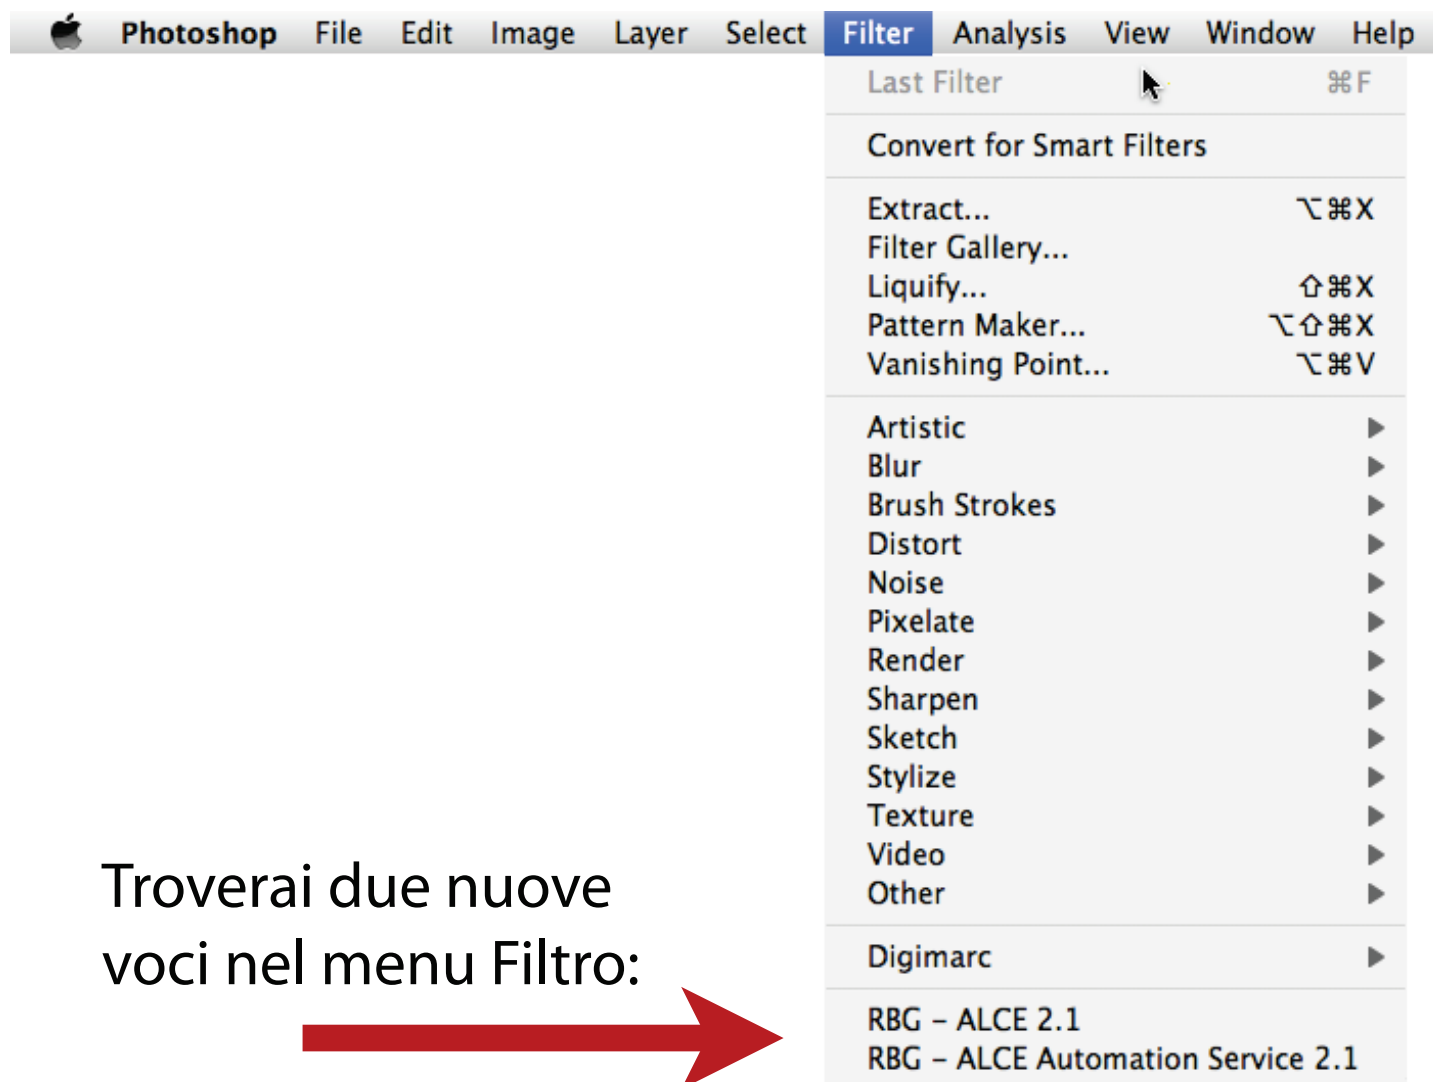 Photoshop File Edit Image Layer Select Filter Analysis View Window Help
Last Filter ⌘F
Convert for Smart Filters
Extract... ⌥⌘X
Filter Gallery...
Liquify... ⇧⌘X
Pattern Maker... ⌥⇧⌘X
Vanishing Point... ⌥⌘V
Artistic
Blur
Brush Strokes
Distort
Noise
Pixelate
Render
Sharpen
Sketch
Stylize
Texture
Video
Other
Digimarc
RBG – ALCE 2.1
RBG – ALCE Automation Service 2.1
Troverai due nuove
voci nel menu Filtro: